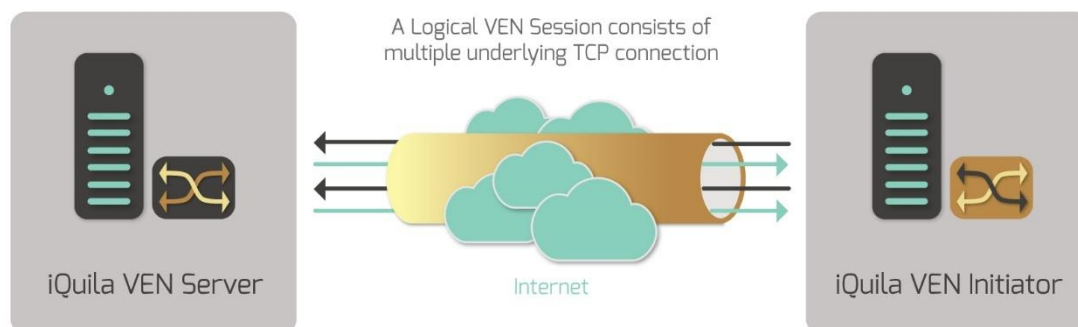 A Logical VEN Session consists of
multiple underlying TCP connection
iQuila VEN Server
Internet
iQuila VEN Initiator